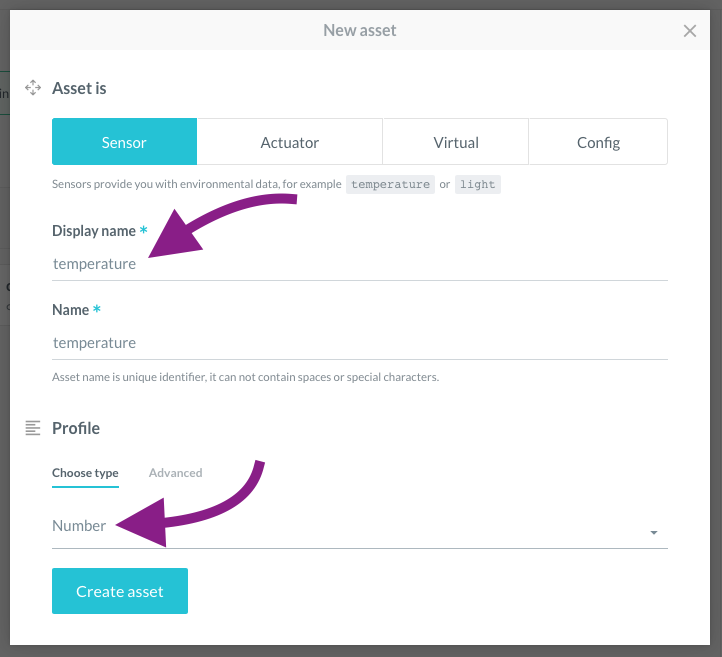 New asset
Asset is
Sensor Actuator Virtual Config
Sensors provide you with environmental data, for example temperature or light
Display name *
temperature
Name *
temperature
Asset name is unique identifier, it can not contain spaces or special characters.
Profile
Choose type Advanced
Number
Create asset